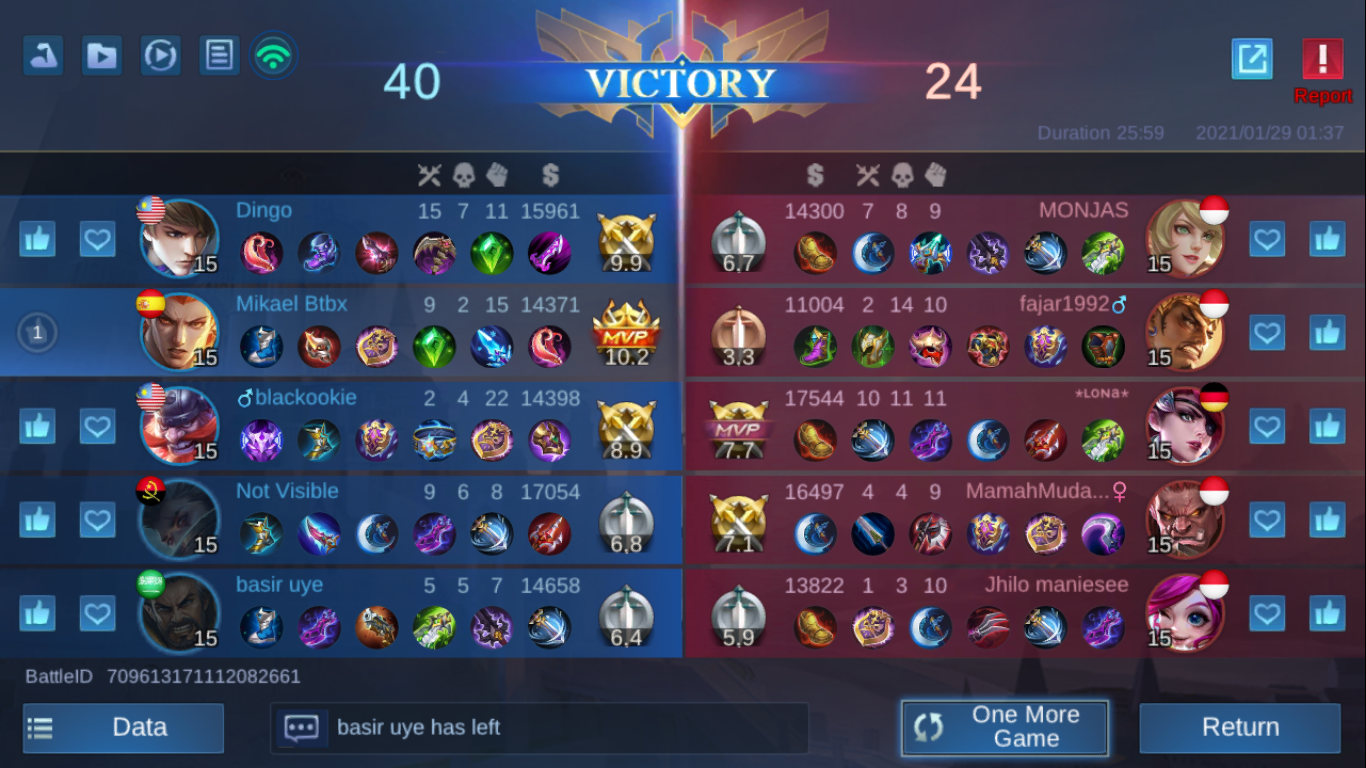 40
VICTORY
24
Report
Duration 25:59 2021/01/29 01:37
Dingo 15 7 11 15961
15 9.9
14300 7 8 9 MONJAS
6.7 15
Mikael Btbx 9 2 15 14371
1 15 MVP 10.2
11004 2 14 10 fajar1992♂
3.3 15
♂blackookie 2 4 22 14398
15 8.9
17544 10 11 11 *LᴏNa*
MVP 7.7 15
Not Visible 9 6 8 17054
15 6.8
16497 4 4 9 MamahMuda...♀
7.1 15
basir uye 5 5 7 14658
15 6.4
13822 1 3 10 Jhilo maniesee
5.9 15
BattleID 709613171112082661
Data
basir uye has left
One More
Game
Return